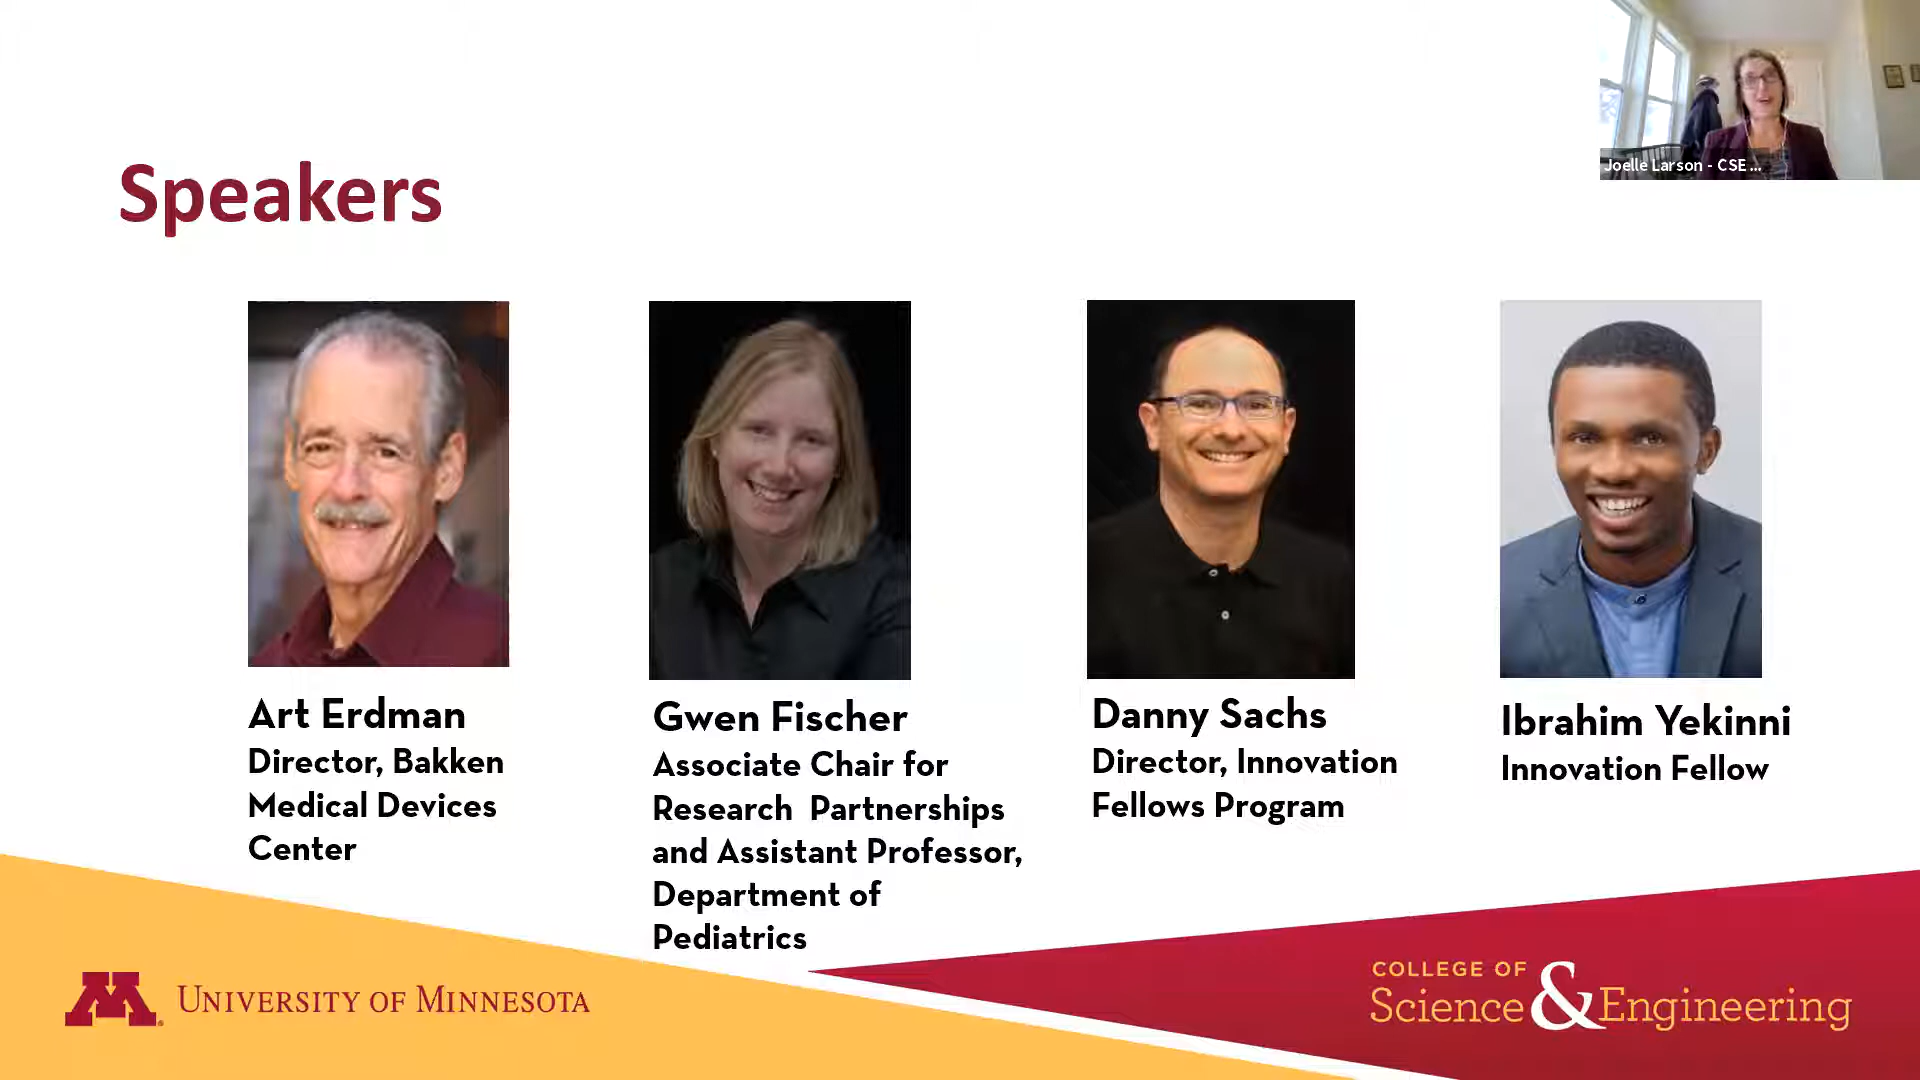 Joelle Larson - CSE ...
Speakers
Art Erdman
Director, Bakken
Medical Devices
Center
Gwen Fischer
Associate Chair for
Research Partnerships
and Assistant Professor,
Department of
Pediatrics
Danny Sachs
Director, Innovation
Fellows Program
Ibrahim Yekinni
Innovation Fellow
M
UNIVERSITY OF MINNESOTA
COLLEGE OF
Science & Engineering